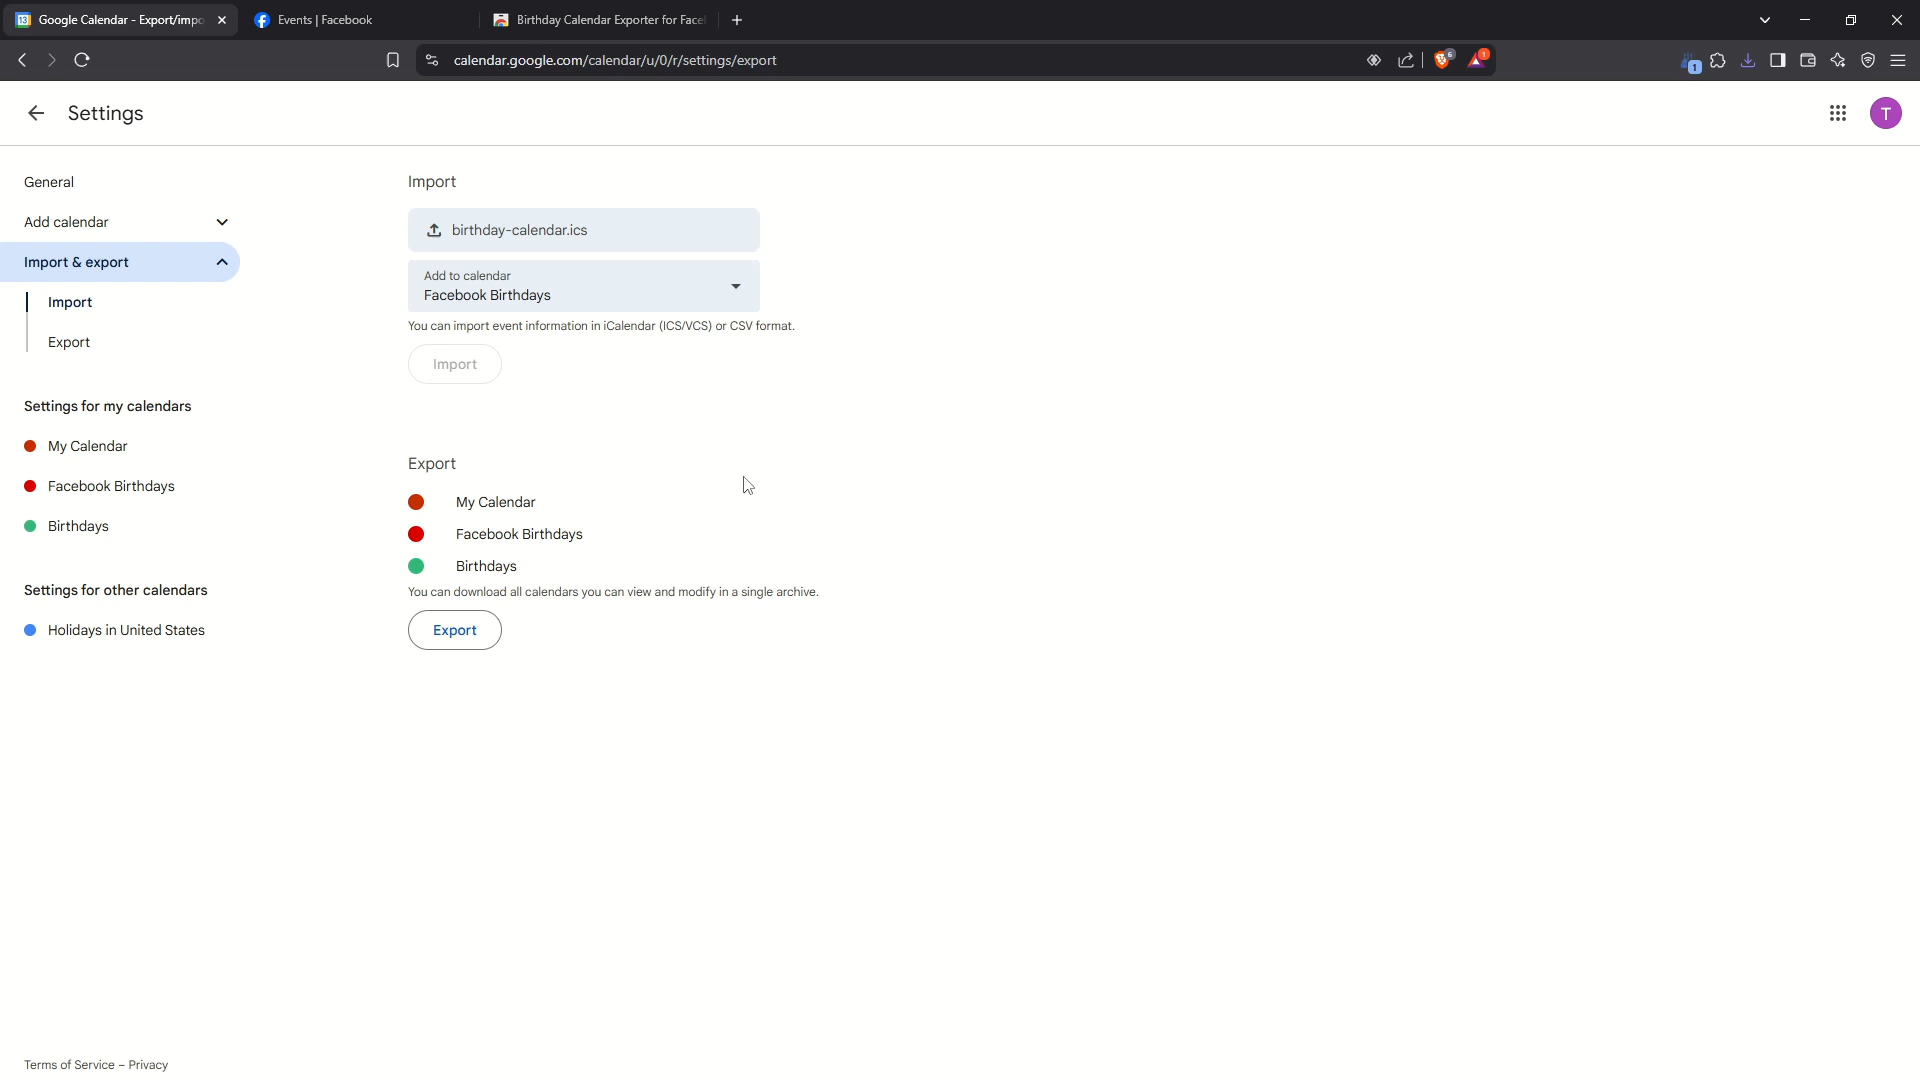 Google Calendar - Export/impo
Events | Facebook
Birthday Calendar Exporter for Face
calendar.google.com/calendar/u/0/r/settings/export
6
1
1
Settings
T
General
Add calendar
Import & export
Import
Export
Settings for my calendars
My Calendar
Facebook Birthdays
Birthdays
Settings for other calendars
Holidays in United States
Import
birthday-calendar.ics
Add to calendar
Facebook Birthdays
You can import event information in iCalendar (ICS/VCS) or CSV format.
Import
Export
My Calendar
Facebook Birthdays
Birthdays
You can download all calendars you can view and modify in a single archive.
Export
Terms of Service – Privacy